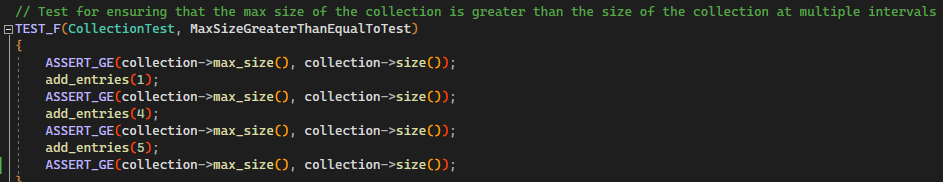 // Test for ensuring that the max size of the collection is greater than the size of the collection at multiple intervals
TEST_F(CollectionTest, MaxSizeGreaterThanEqualToTest)
{
ASSERT_GE(collection->max_size(), collection->size());
add_entries(1);
ASSERT_GE(collection->max_size(), collection->size());
add_entries(4);
ASSERT_GE(collection->max_size(), collection->size());
add_entries(5);
ASSERT_GE(collection->max_size(), collection->size());
}